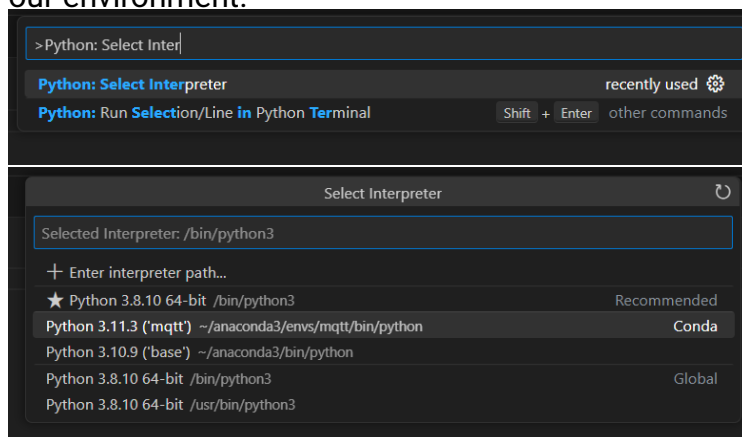 our environment.
>Python: Select Inter
Python: Select Interpreter recently used
Python: Run Selection/Line in Python Terminal Shift + Enter other commands
Select Interpreter
Selected Interpreter: /bin/python3
+ Enter interpreter path...
★ Python 3.8.10 64-bit /bin/python3 Recommended
Python 3.11.3 ('mqtt') ~/anaconda3/envs/mqtt/bin/python Conda
Python 3.10.9 ('base') ~/anaconda3/bin/python
Python 3.8.10 64-bit /bin/python3 Global
Python 3.8.10 64-bit /usr/bin/python3